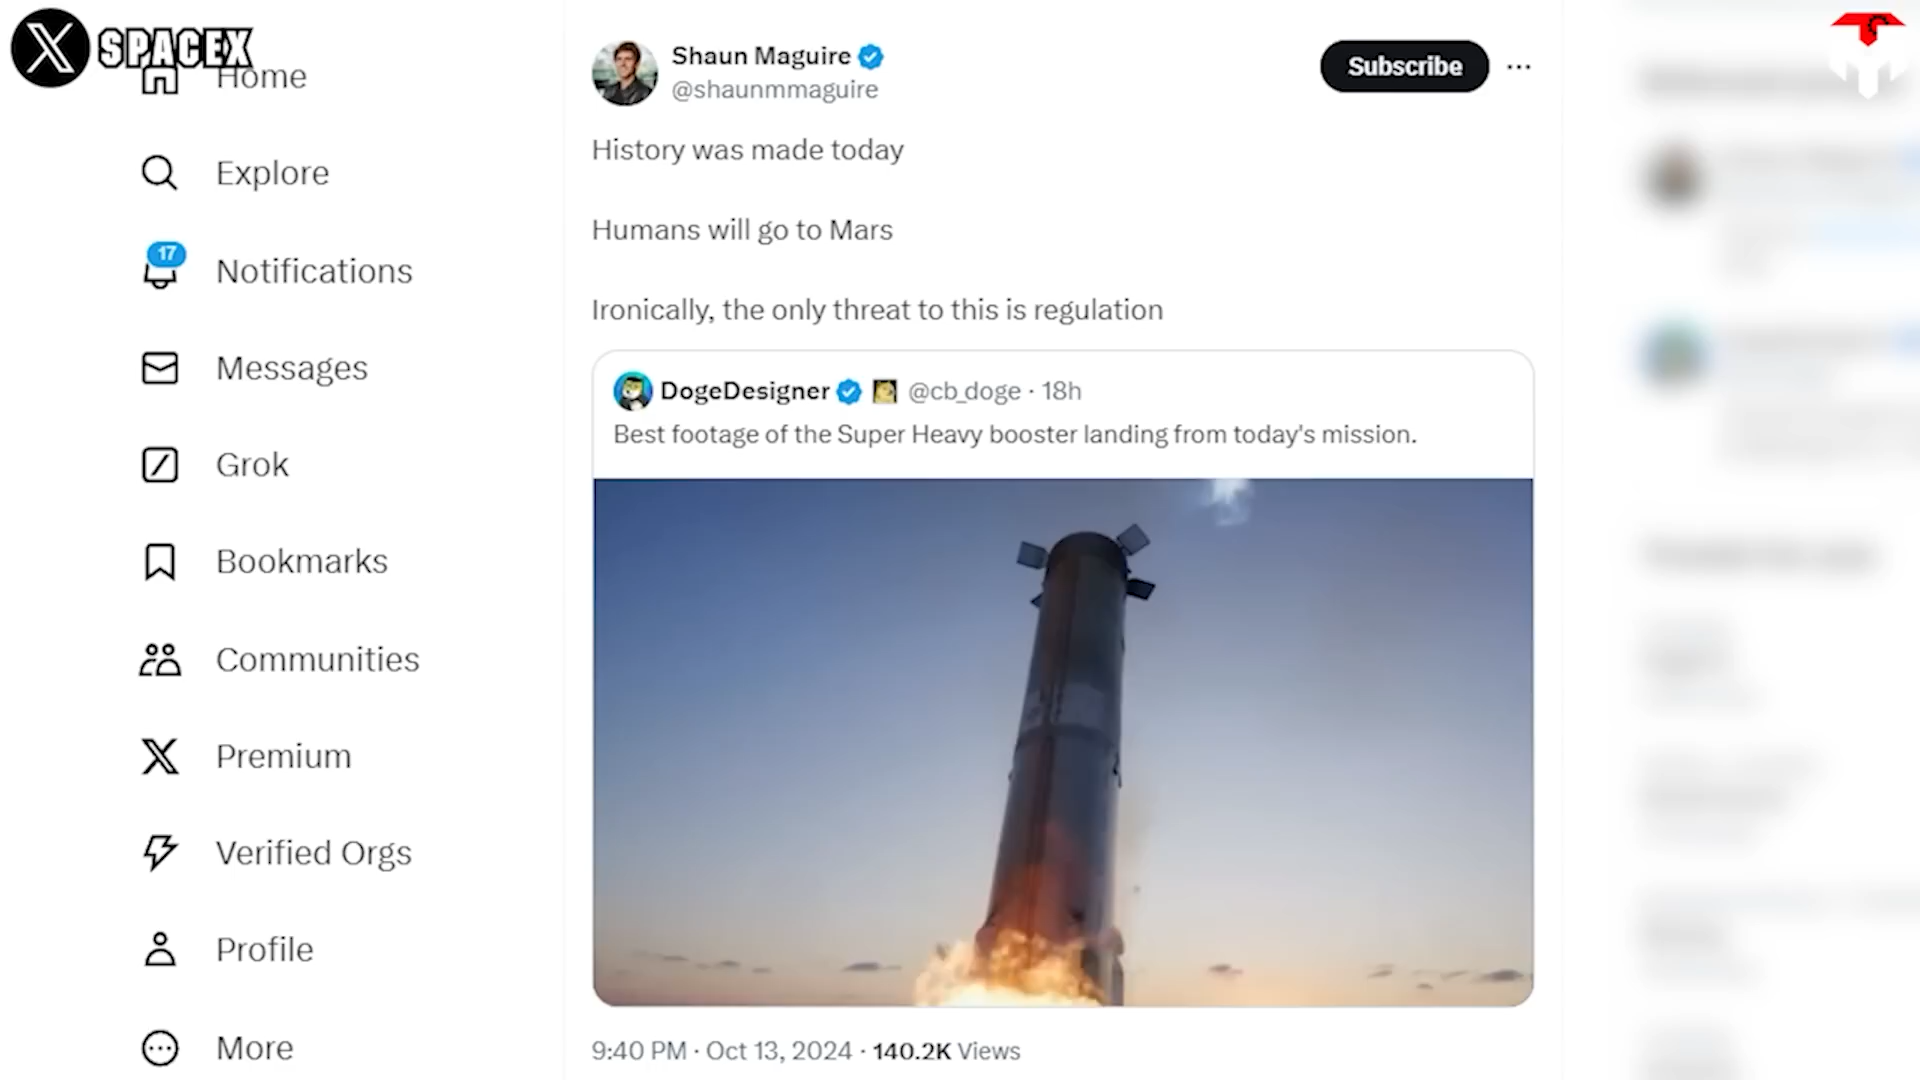 SPACEX
Home
Explore
17
Notifications
Messages
Grok
Bookmarks
Communities
Premium
Verified Orgs
Profile
More
Shaun Maguire
@shaunmmaguire
Subscribe
History was made today
Humans will go to Mars
Ironically, the only threat to this is regulation
DogeDesigner @cb_doge · 18h
Best footage of the Super Heavy booster landing from today's mission.
9:40 PM · Oct 13, 2024 · 140.2K Views